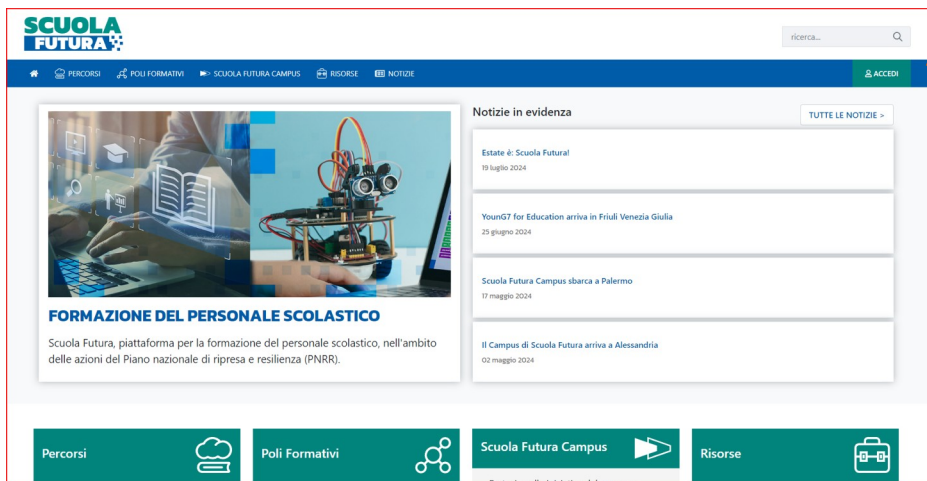 SCUOLA
FUTURA
ricerca...
PERCORSI
POLI FORMATIVI
SCUOLA FUTURA CAMPUS
RISORSE
NOTIZIE
ACCEDI
FORMAZIONE DEL PERSONALE SCOLASTICO
Scuola Futura, piattaforma per la formazione del personale scolastico, nell'ambito
delle azioni del Piano nazionale di ripresa e resilienza (PNRR).
Notizie in evidenza
TUTTE LE NOTIZIE >
Estate é: Scuola Futura!
19 luglio 2024
YounG7 for Education arriva in Friuli Venezia Giulia
25 giugno 2024
Scuola Futura Campus sbarca a Palermo
17 maggio 2024
Il Campus di Scuola Futura arriva a Alessandria
02 maggio 2024
Percorsi
Poli Formativi
Scuola Futura Campus
Risorse